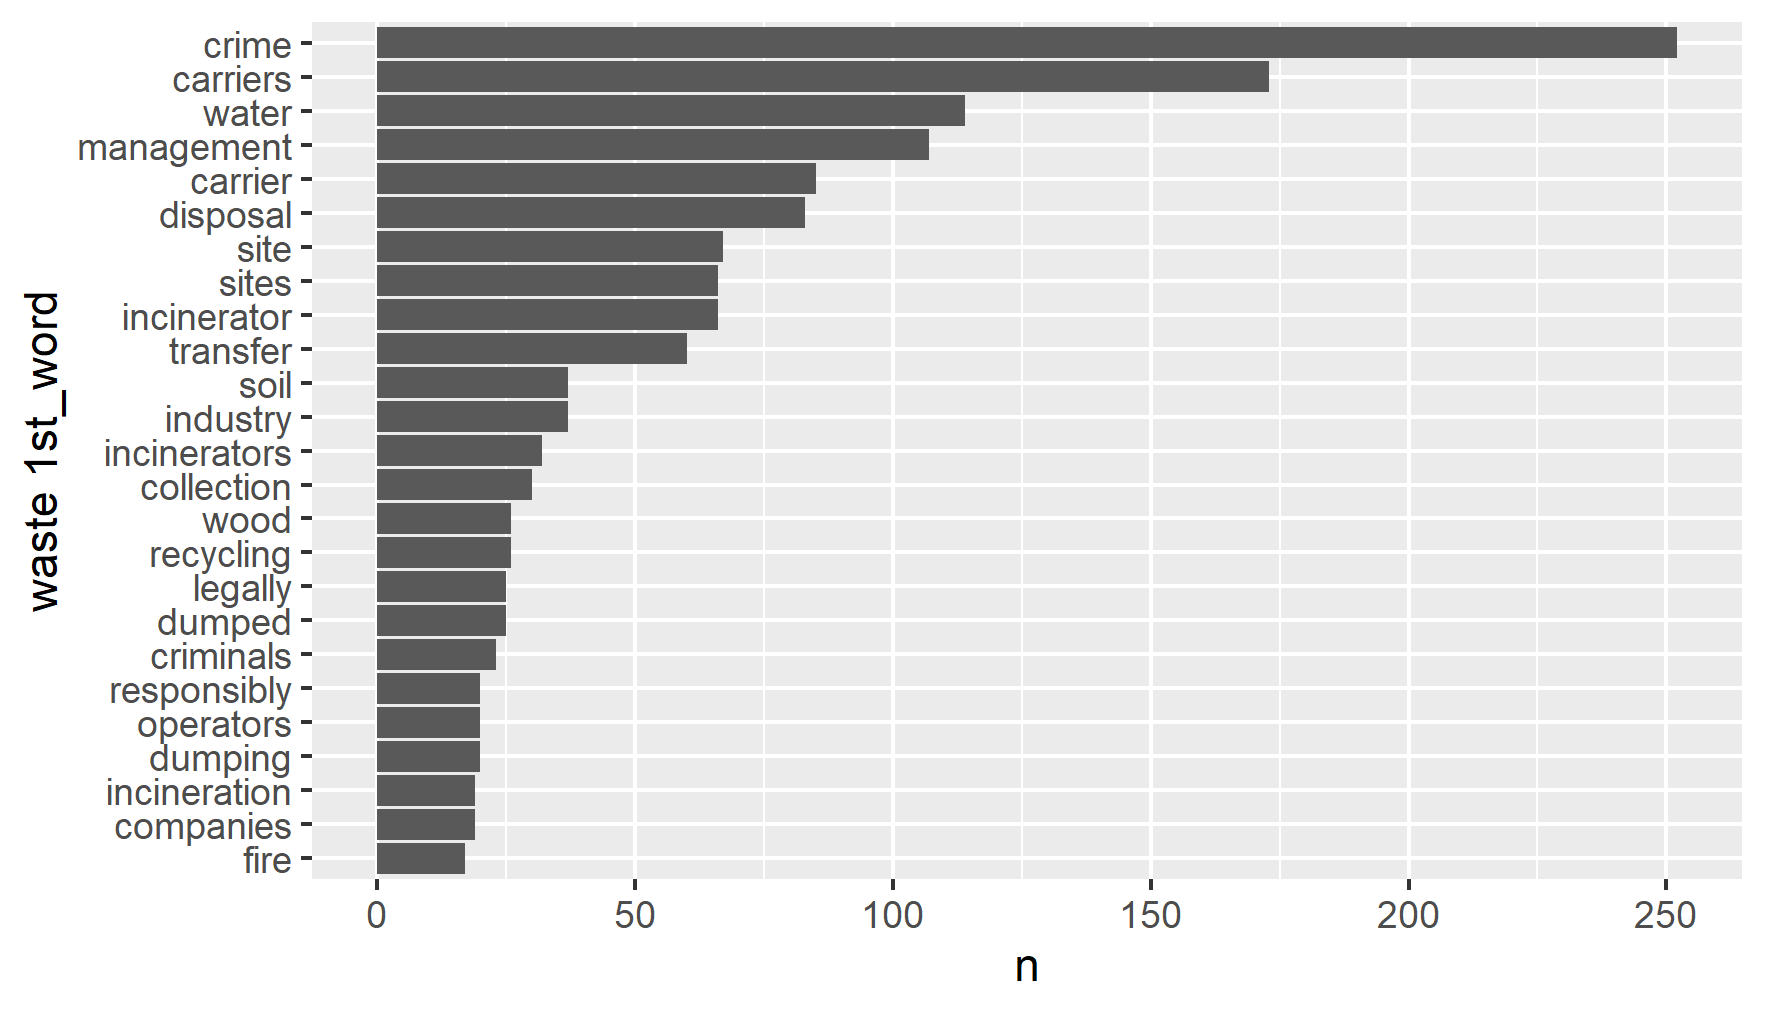 crime
carriers
water
management
carrier
disposal
site
sites
incinerator
transfer
soil
industry
incinerators
collection
wood
recycling
legally
dumped
criminals
responsibly
operators
dumping
incineration
companies
fire
waste 1st_word
0 50 100 150 200 250
n